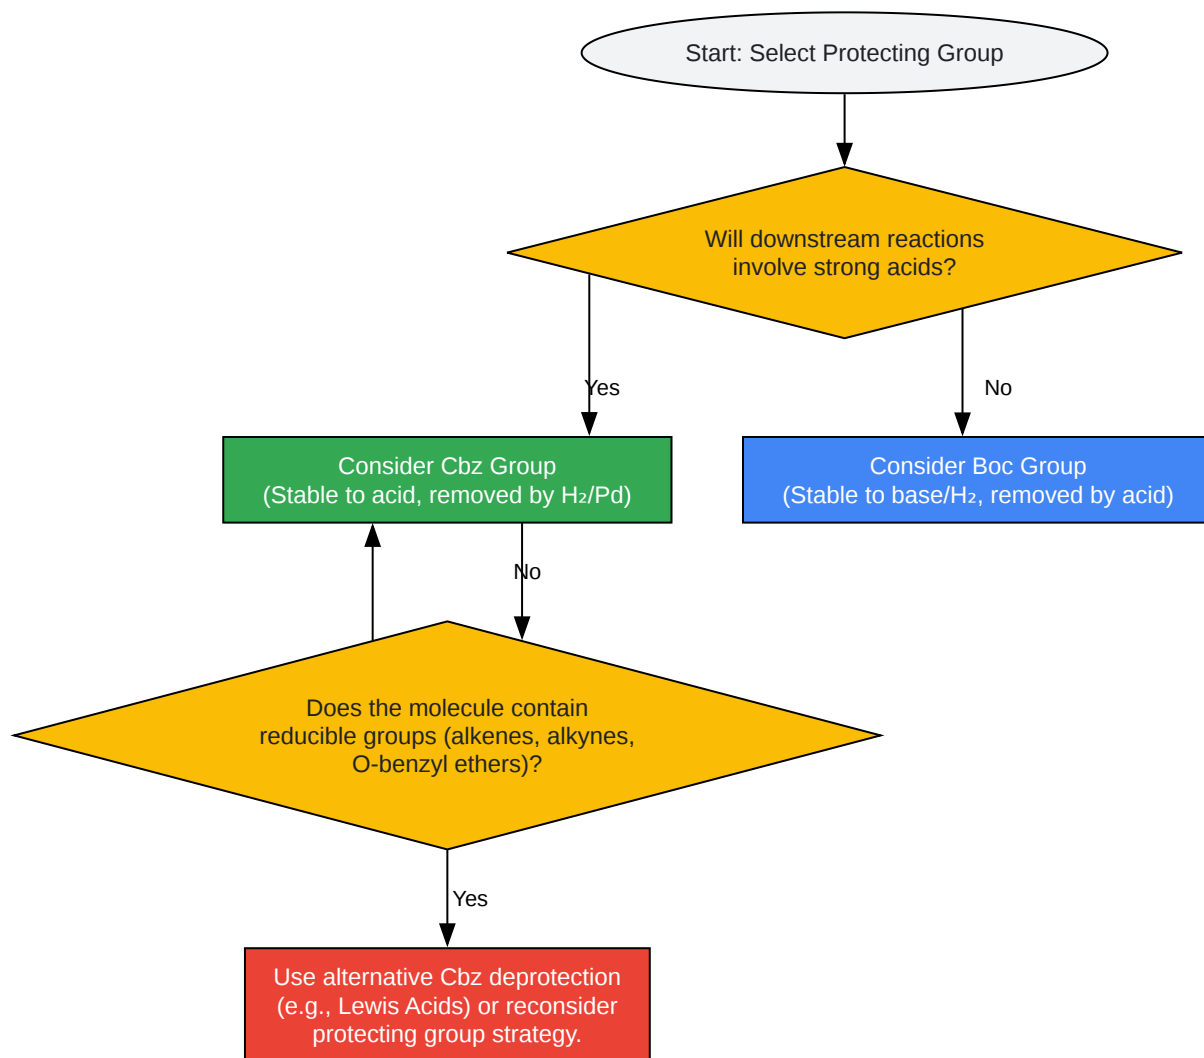 Start: Select Protecting Group
Will downstream reactions
involve strong acids?
Yes
No
Consider Cbz Group
(Stable to acid, removed by H₂/Pd)
Consider Boc Group
(Stable to base/H₂, removed by acid)
No
Does the molecule contain
reducible groups (alkenes, alkynes,
O-benzyl ethers)?
Yes
Use alternative Cbz deprotection
(e.g., Lewis Acids) or reconsider
protecting group strategy.